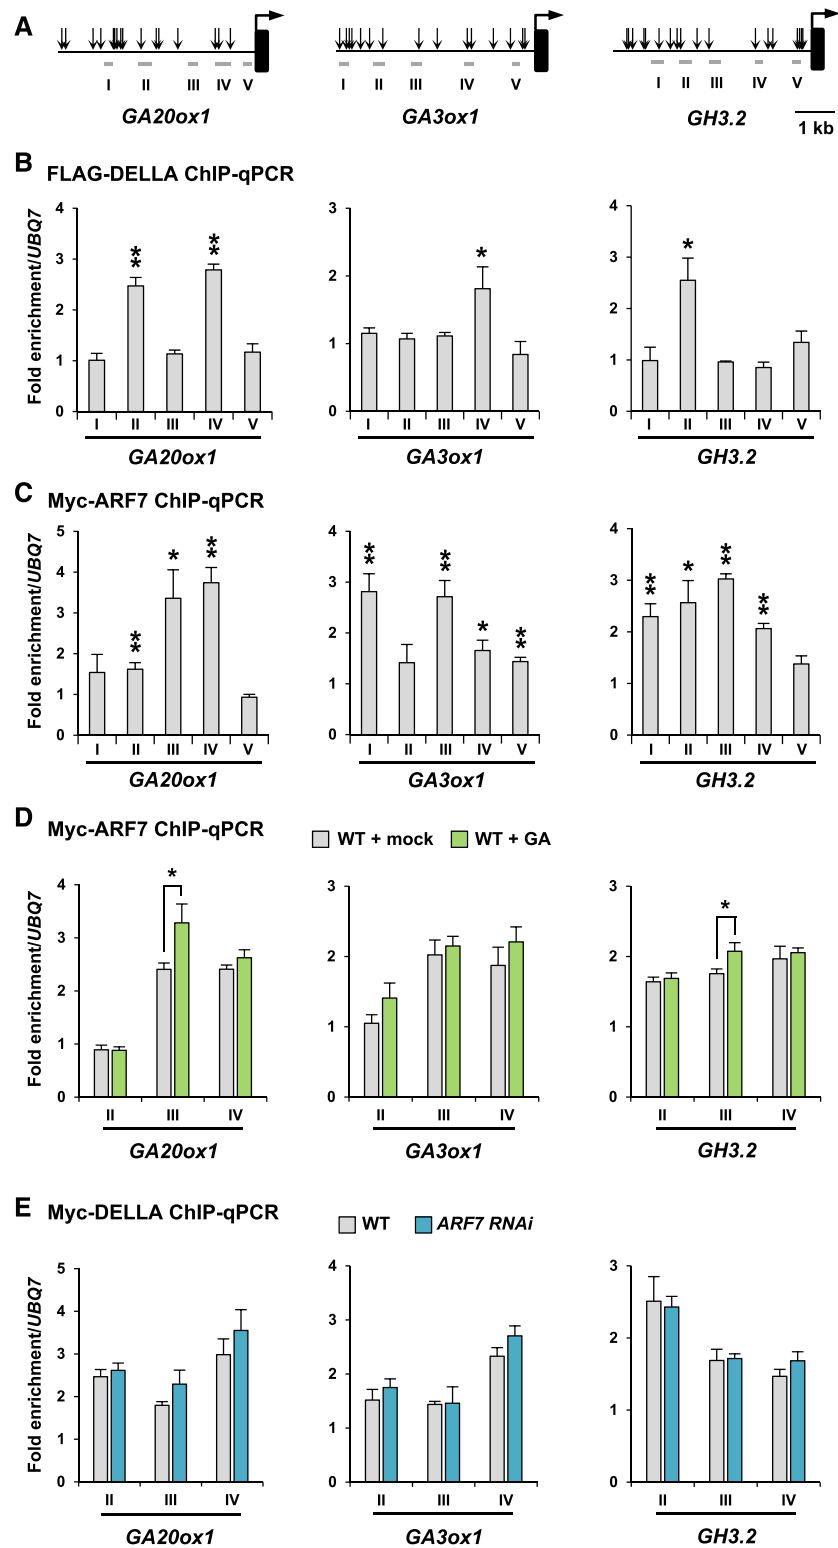 A
I II III IV V
I II III IV V
I II III IV V
GA20ox1
GA3ox1
GH3.2
1 kb
B FLAG-DELLA ChIP-qPCR
Fold enrichment/UBQ7
4
3
2
1
0
** **
I II III IV V
GA20ox1
3
2
1
0
*
I II III IV V
GA3ox1
4
3
2
1
0
*
I II III IV V
GH3.2
C Myc-ARF7 ChIP-qPCR
Fold enrichment/UBQ7
5
4
3
2
1
0
** * **
I II III IV V
GA20ox1
4
3
2
1
0
** ** * **
I II III IV V
GA3ox1
4
3
2
1
0
** * ** **
I II III IV V
GH3.2
D Myc-ARF7 ChIP-qPCR
WT + mock WT + GA
Fold enrichment/UBQ7
4
3
2
1
0
*
II III IV
GA20ox1
3
2
1
0
II III IV
GA3ox1
3
2
1
0
*
II III IV
GH3.2
E Myc-DELLA ChIP-qPCR
WT ARF7 RNAi
Fold enrichment/UBQ7
5
4
3
2
1
0
II III IV
GA20ox1
4
3
2
1
0
II III IV
GA3ox1
3
2
1
0
II III IV
GH3.2